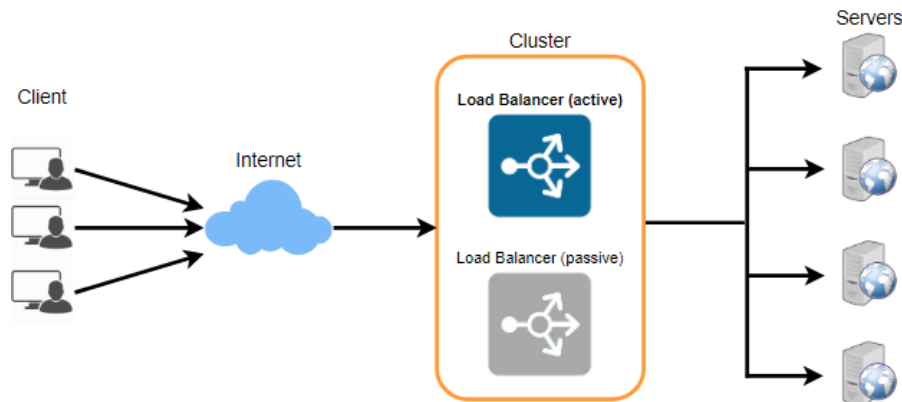 Client
Internet
Cluster
Load Balancer (active)
Load Balancer (passive)
Servers